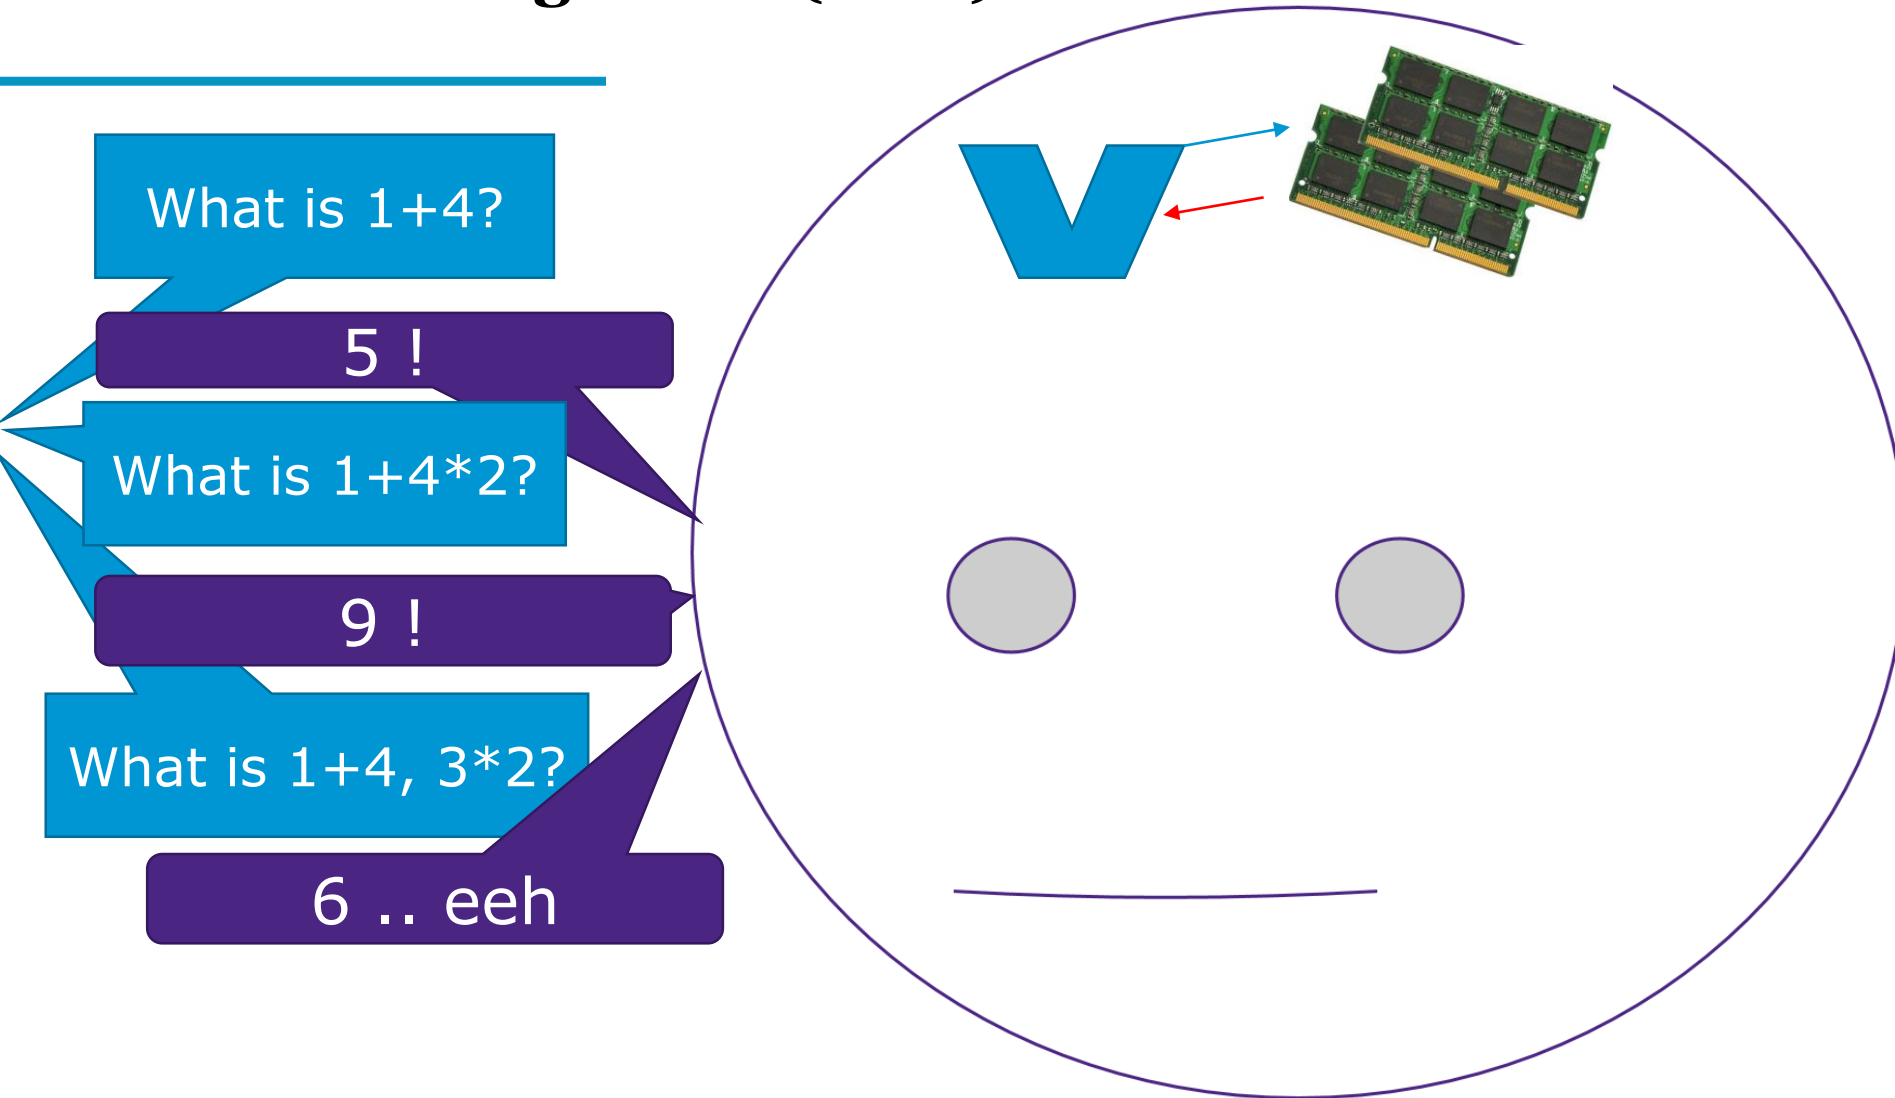 What is 1+4?
5 !
What is 1+4*2?
9 !
What is 1+4, 3*2?
6 .. eeh